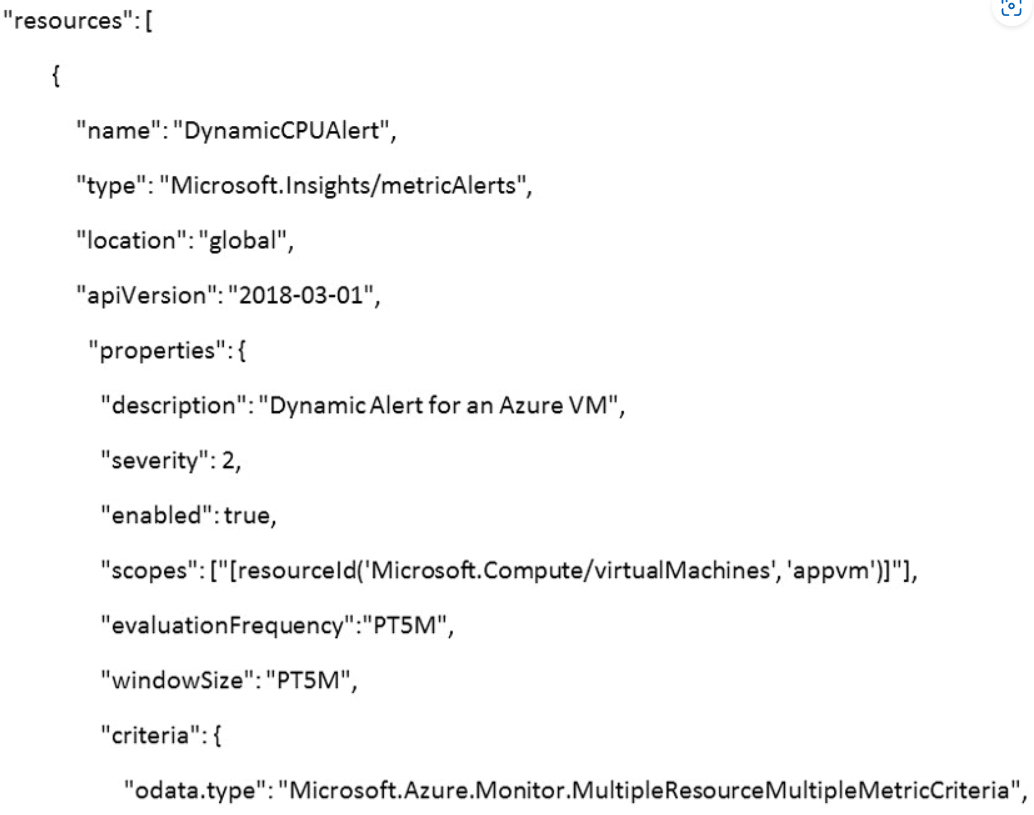 "resources": [
{
"name": "DynamicCPUAlert",
"type": "Microsoft.Insights/metricAlerts",
"location": "global",
"apiVersion": "2018-03-01",
"properties": {
"description": "Dynamic Alert for an Azure VM",
"severity": 2,
"enabled": true,
"scopes": ["[resourceId('Microsoft.Compute/virtualMachines', 'appvm')]"],
"evaluationFrequency":"PT5M",
"windowSize": "PT5M",
"criteria": {
"odata.type": "Microsoft.Azure.Monitor.MultipleResourceMultipleMetricCriteria",